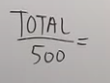 TOTAL
500 =